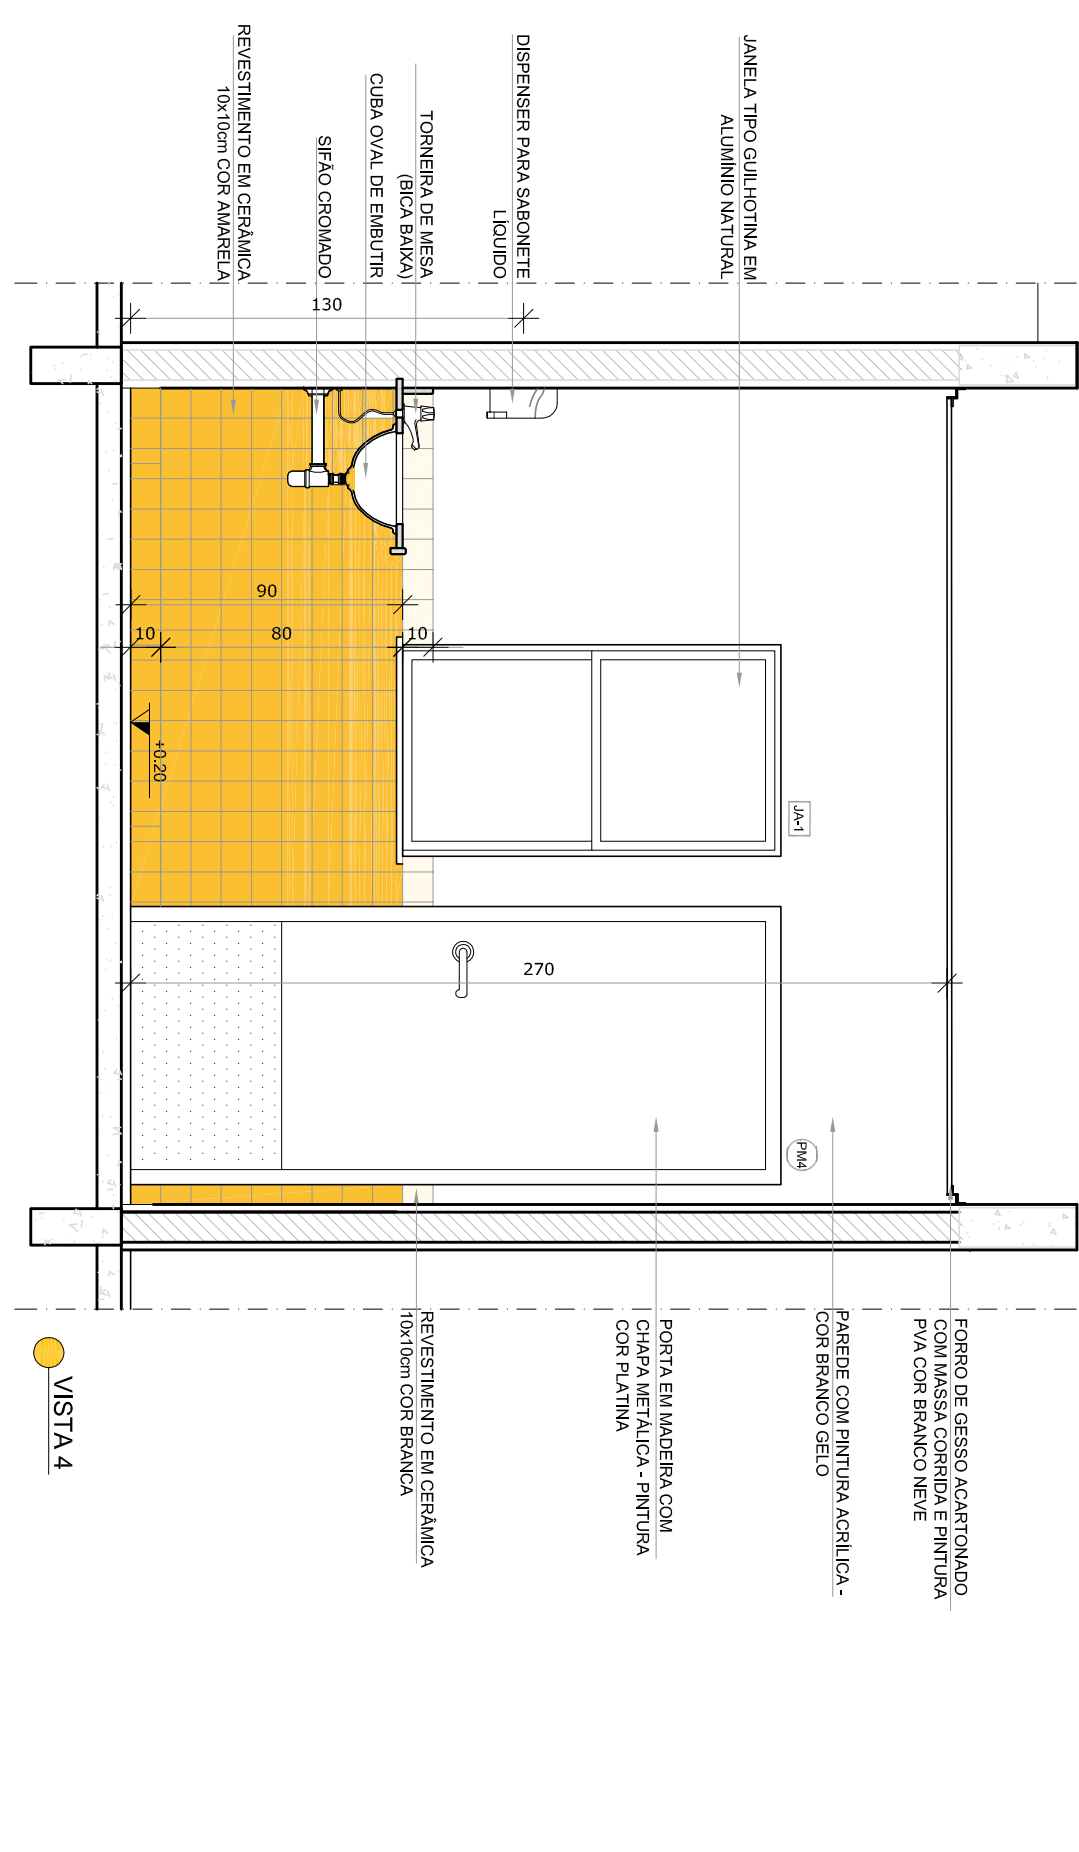 JANELA TIPO GUILHOTINA EM
ALUMÍNIO NATURAL
DISPENSER PARA SABONETE
LÍQUIDO
TORNEIRA DE MESA
(BICA BAIXA)
CUBA OVAL DE EMBUTIR
SIFÃO CROMADO
REVESTIMENTO EM CERÂMICA
10x10cm COR AMARELA
130
90
10
80
10
+0.20
JA-1
270
PM4
FORRO DE GESSO ACARTONADO
COM MASSA CORRIDA E PINTURA
PVA COR BRANCO NEVE
PAREDE COM PINTURA ACRÍLICA -
COR BRANCO GELO
PORTA EM MADEIRA COM
CHAPA METÁLICA - PINTURA
COR PLATINA
REVESTIMENTO EM CERÂMICA
10x10cm COR BRANCA
VISTA 4